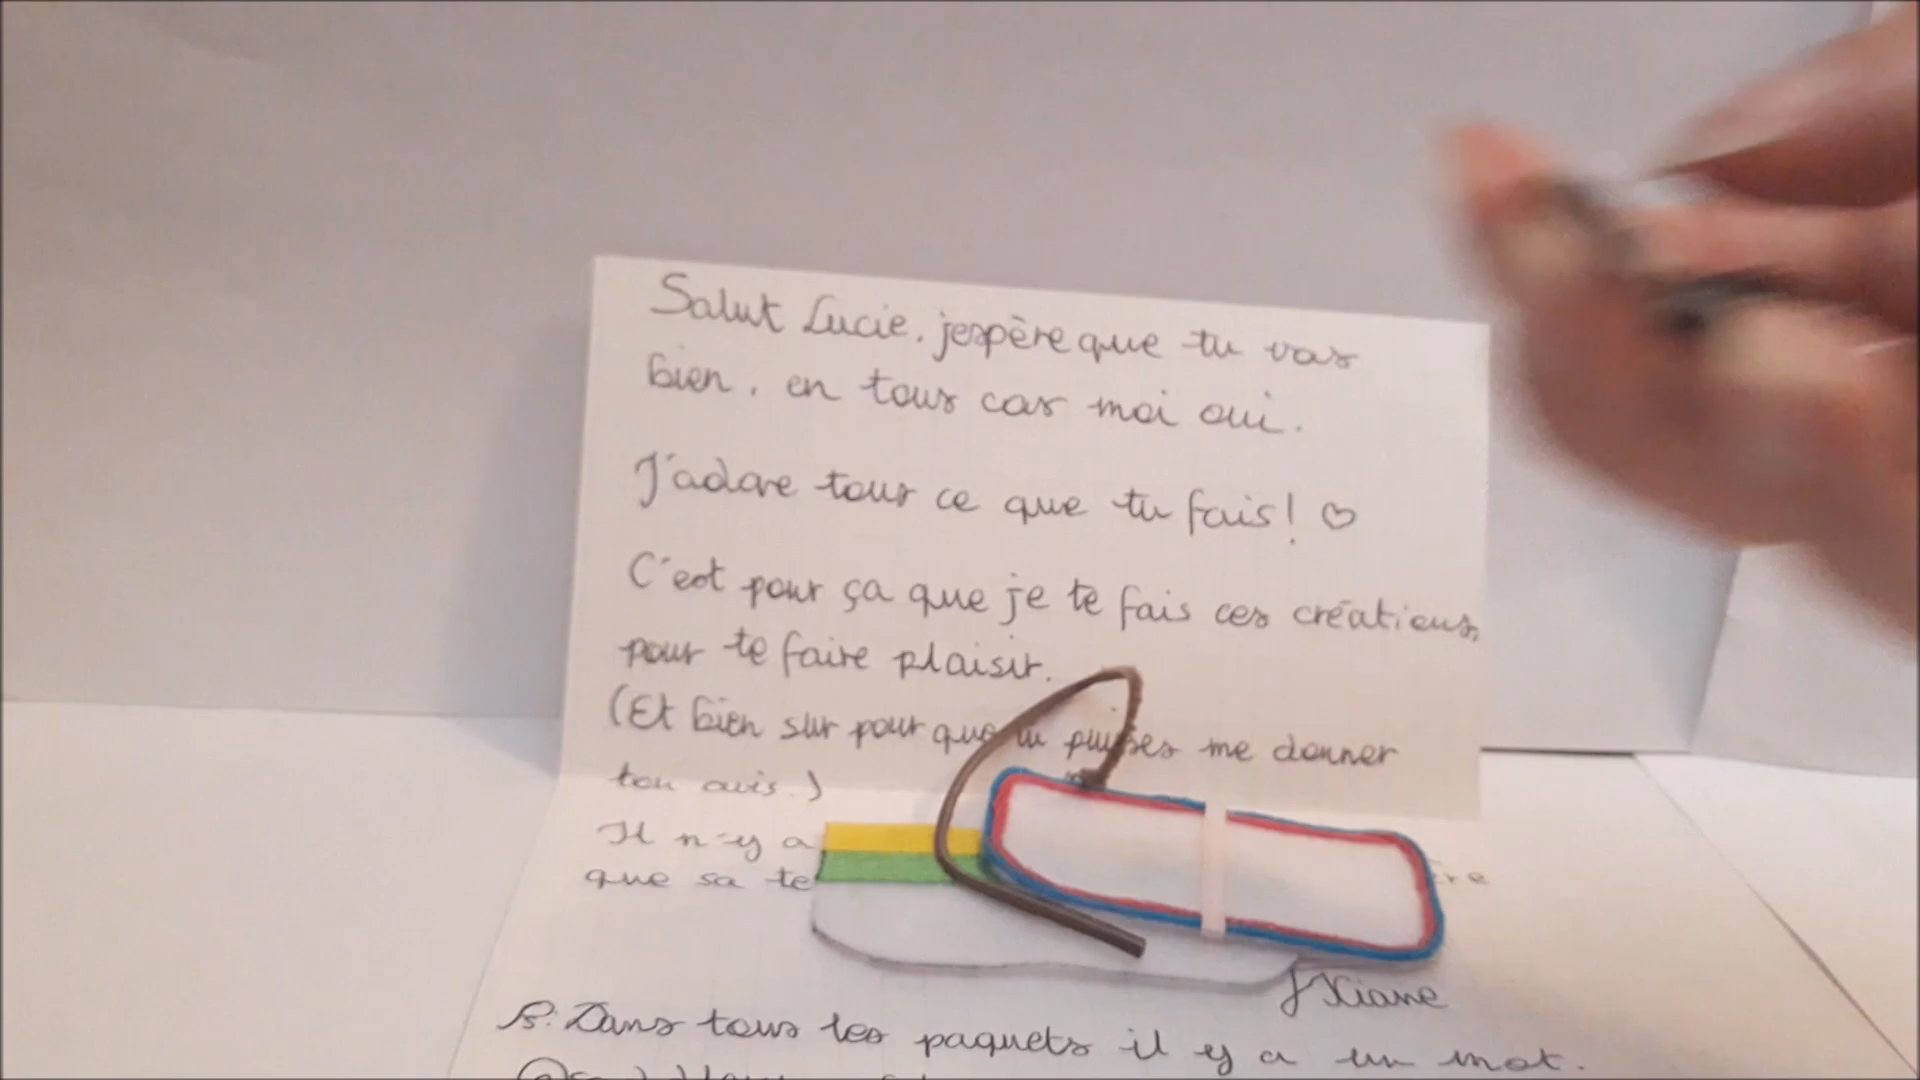 Salut Lucie, jespère que tu vas
bien, en tous cas moi oui.
J'adore tous ce que tu fais! ♡
C'est pour ça que je te fais ces créations,
pour te faire plaisir.
(Et bien sur pour que tu puisses me donner
ton avis.)
Il n'y a
que sa te
PS: Dans tous les paquets il y a un mot.